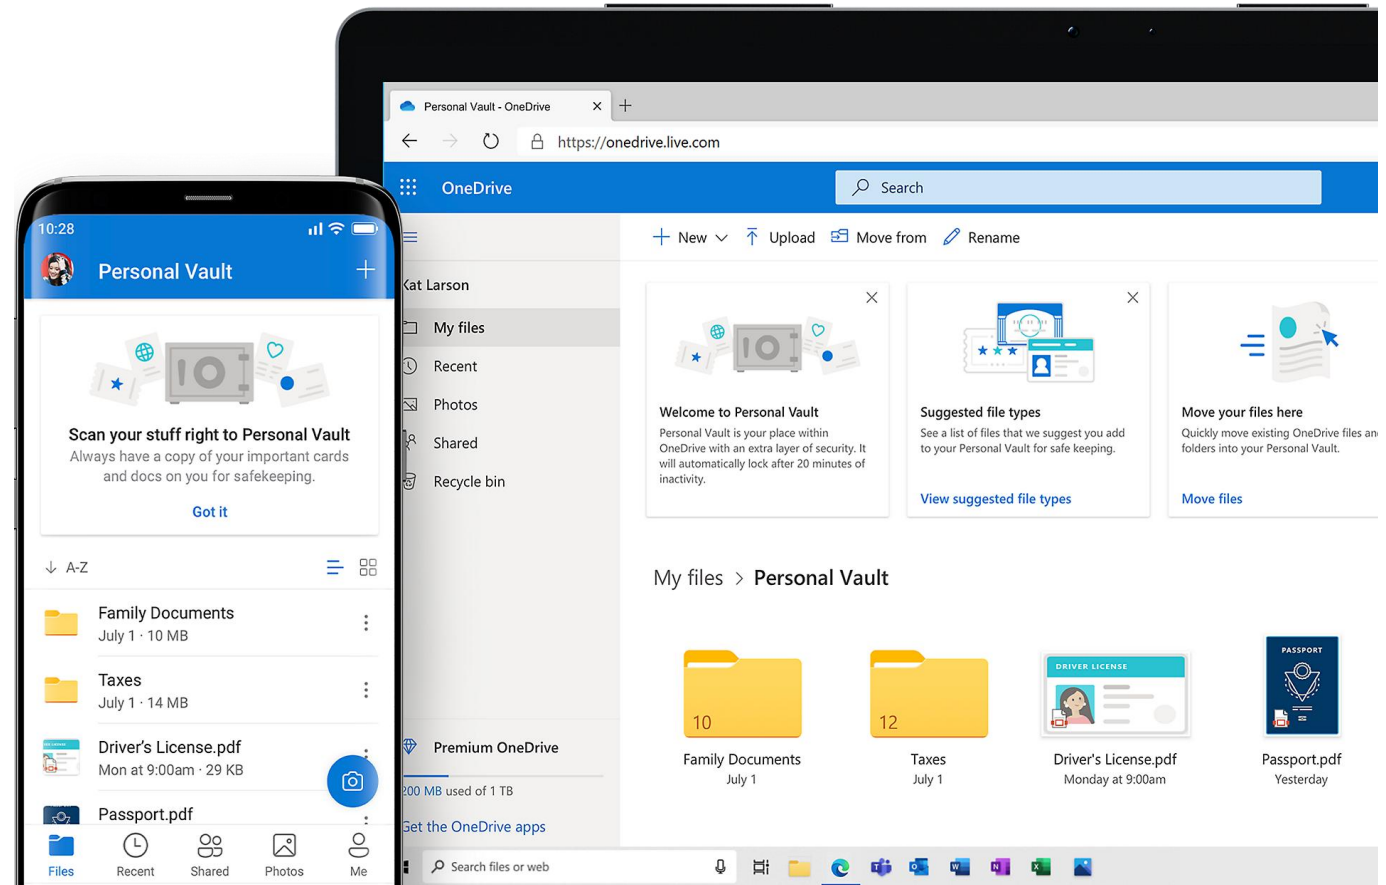 Personal Vault - OneDrive
https://onedrive.live.com
OneDrive
Search
New
Upload
Move from
Rename
Kat Larson
My files
Recent
Photos
Shared
Recycle bin
Premium OneDrive
200 MB used of 1 TB
Get the OneDrive apps
Welcome to Personal Vault
Personal Vault is your place within
OneDrive with an extra layer of security. It
will automatically lock after 20 minutes of
inactivity.
Suggested file types
See a list of files that we suggest you add
to your Personal Vault for safe keeping.
View suggested file types
Move your files here
Quickly move existing OneDrive files and
folders into your Personal Vault.
Move files
My files > Personal Vault
10
Family Documents
July 1
12
Taxes
July 1
DRIVER LICENSE
Driver's License.pdf
Monday at 9:00am
PASSPORT
Passport.pdf
Yesterday
Search files or web
10:28
Personal Vault
Scan your stuff right to Personal Vault
Always have a copy of your important cards
and docs on you for safekeeping.
Got it
A-Z
Family Documents
July 1 · 10 MB
Taxes
July 1 · 14 MB
Driver's License.pdf
Mon at 9:00am · 29 KB
Passport.pdf
Files
Recent
Shared
Photos
Me